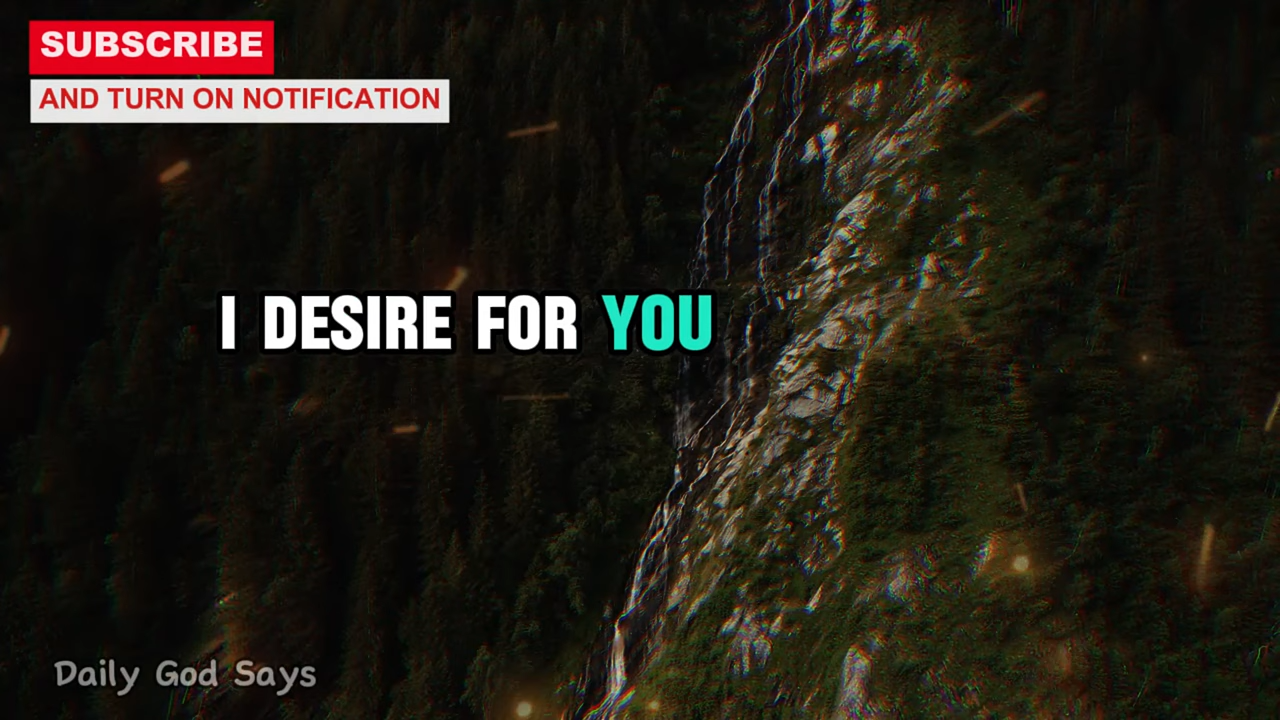 SUBSCRIBE
AND TURN ON NOTIFICATION
I DESIRE FOR YOU
Daily God Says